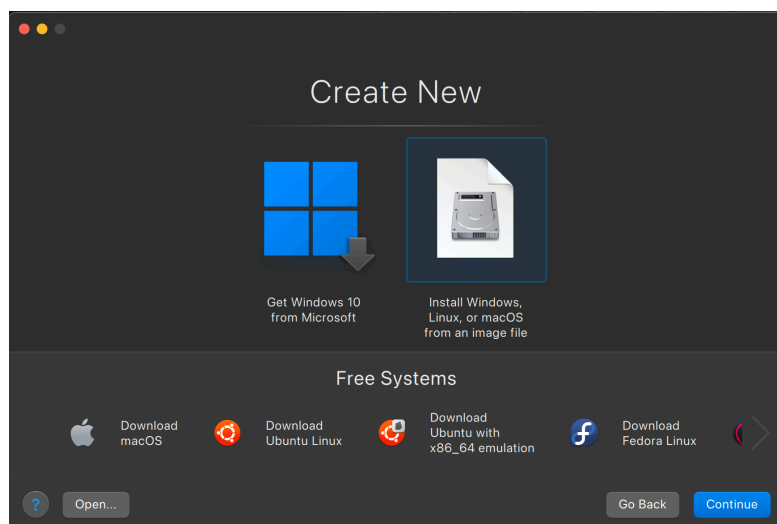 Create New
Get Windows 10
from Microsoft
Install Windows,
Linux, or macOS
from an image file
Free Systems
Download
macOS
Download
Ubuntu Linux
Download
Ubuntu with
x86_64 emulation
Download
Fedora Linux
?
Open...
Go Back
Continue